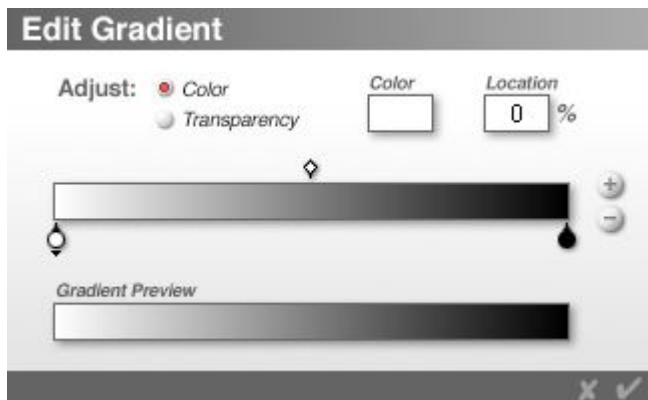 Edit Gradient
Adjust: Color Color Location
Transparency 0 %
Gradient Preview